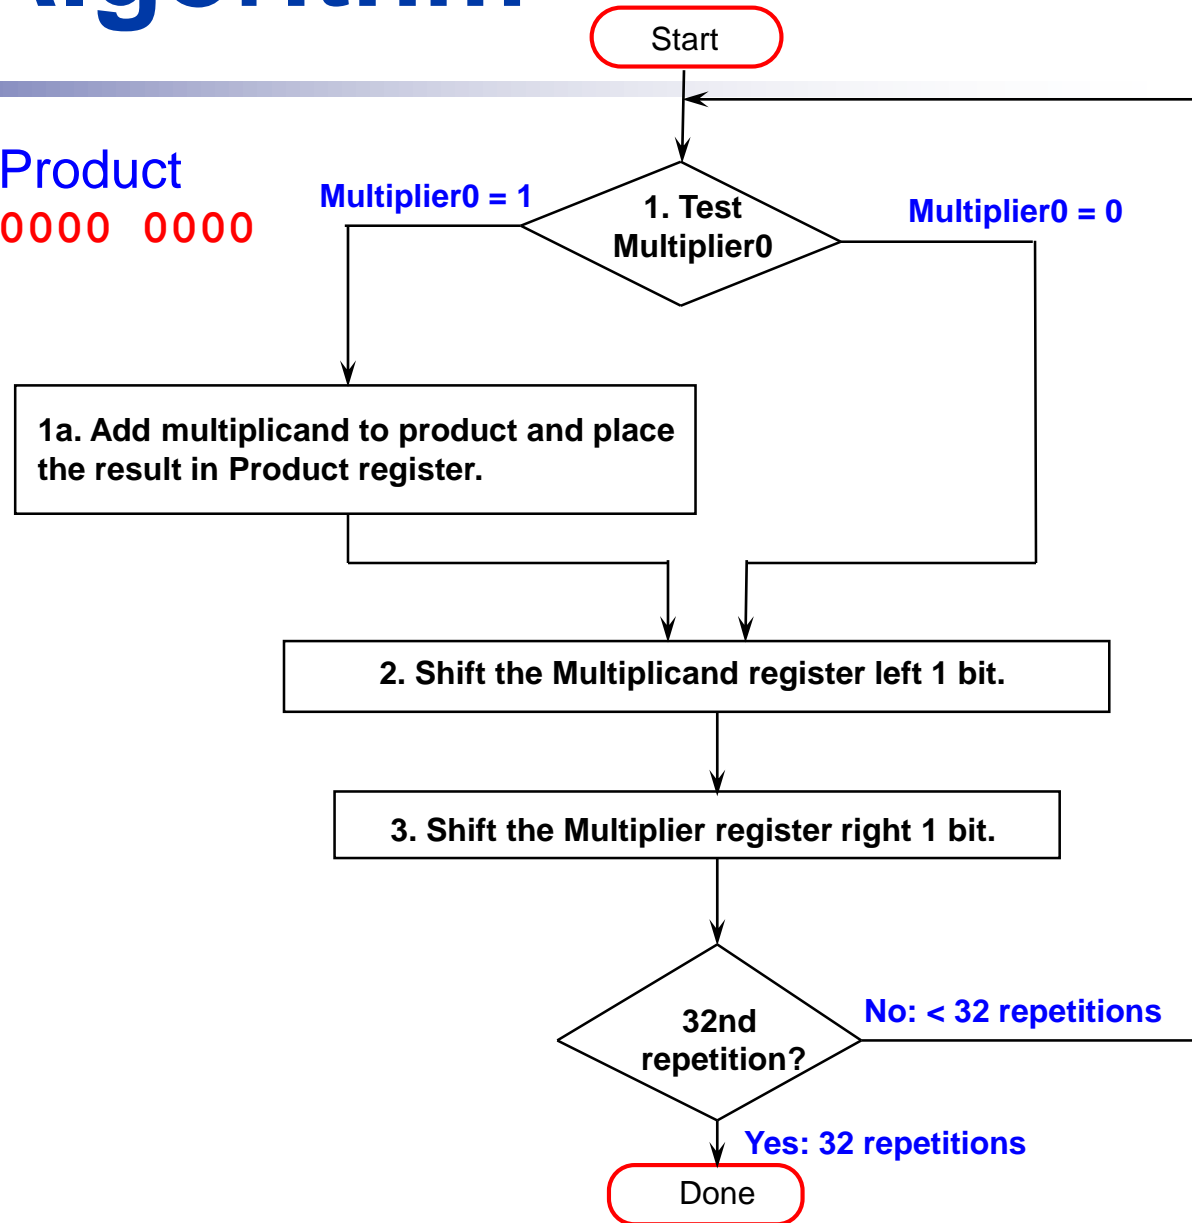 Algorithm
Start
Product
0000 0000
Multiplier0 = 1
1. Test
Multiplier0
Multiplier0 = 0
1a. Add multiplicand to product and place
the result in Product register.
2. Shift the Multiplicand register left 1 bit.
3. Shift the Multiplier register right 1 bit.
32nd
repetition?
No: < 32 repetitions
Yes: 32 repetitions
Done